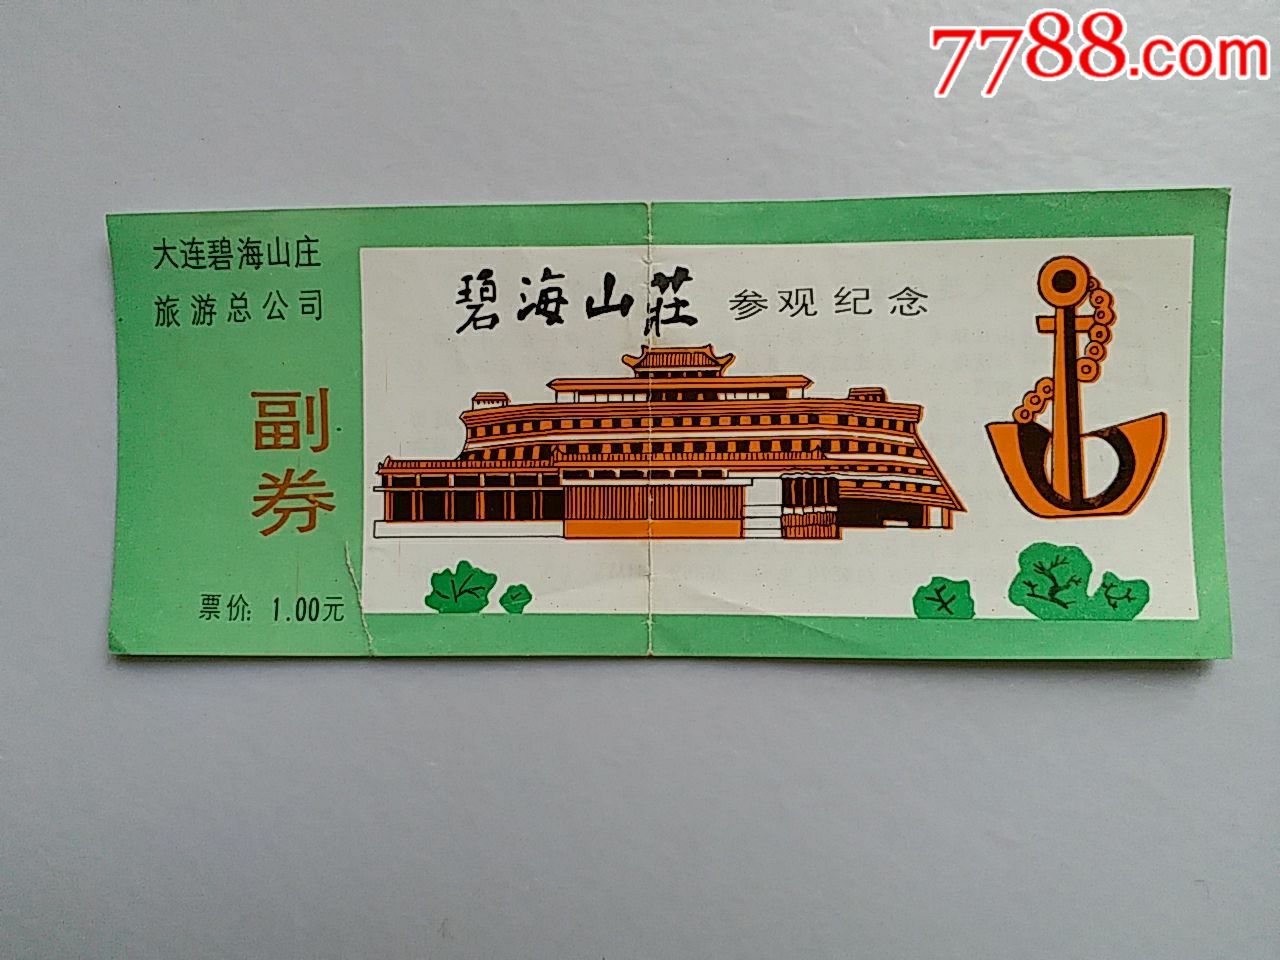 7788.com
大连碧海山庄
旅游总公司
副
券
票价: 1.00元
碧海山莊 参观纪念